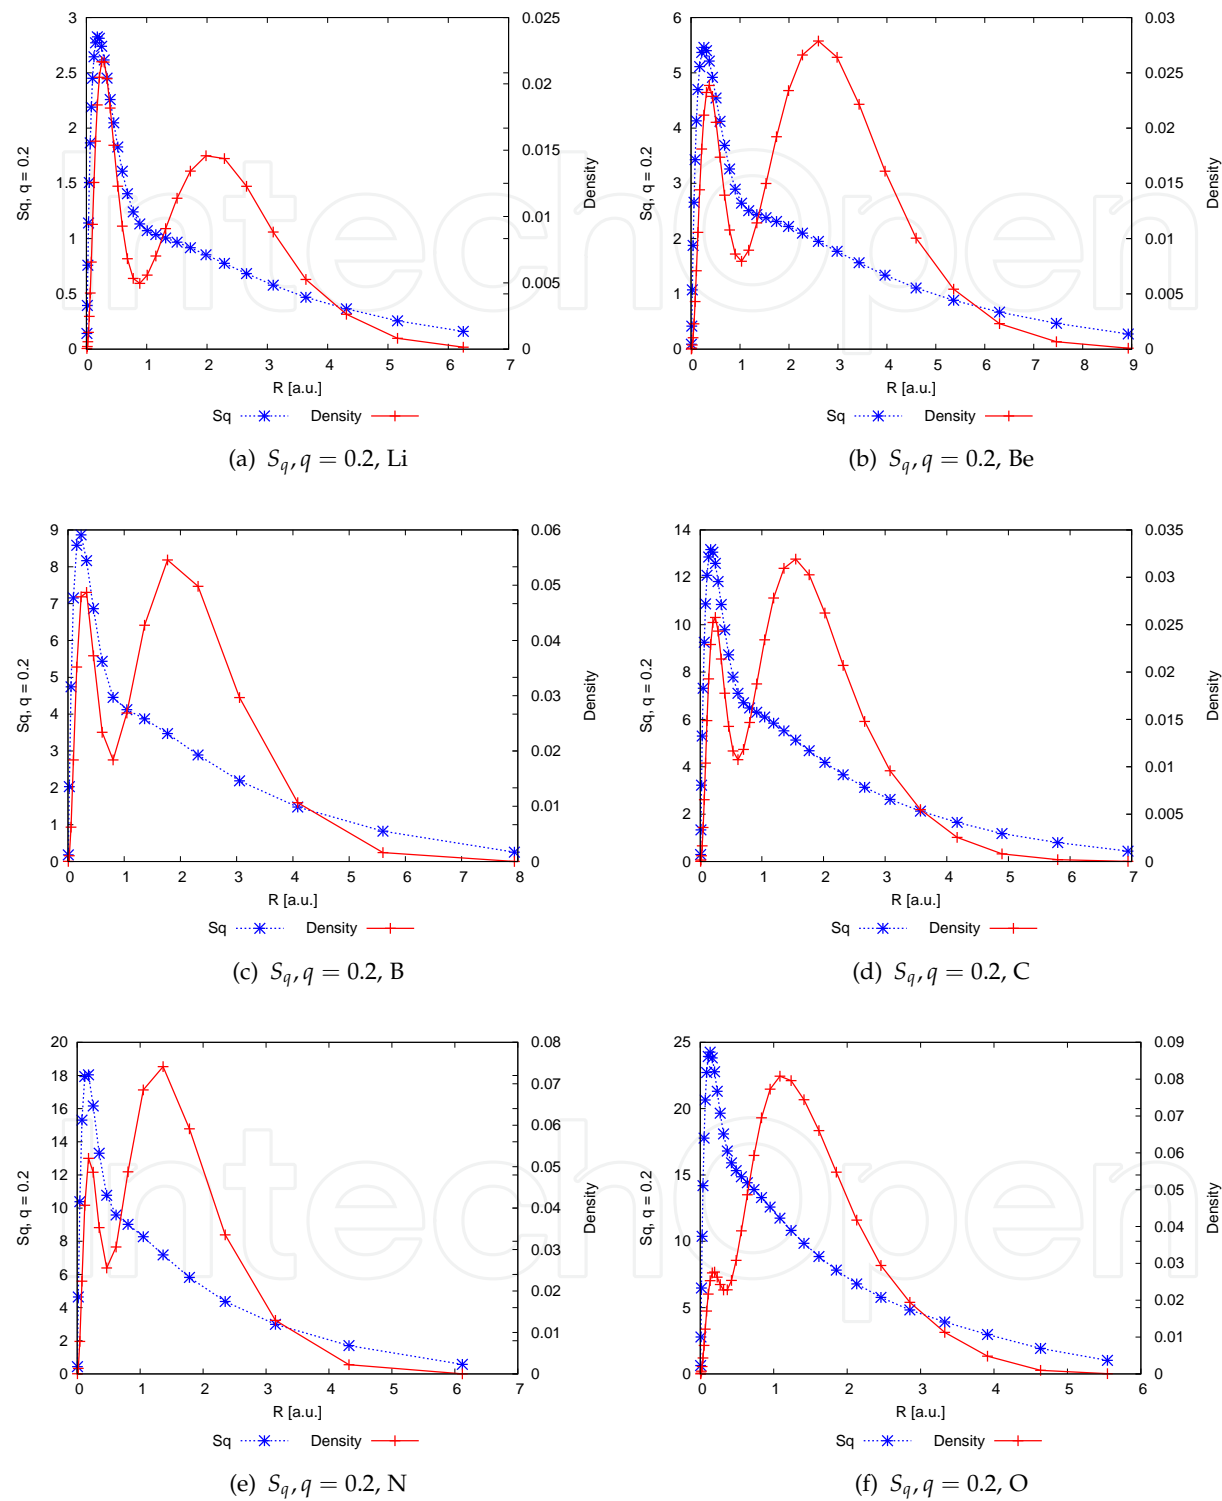 3
2.5
2
1.5
1
0.5
0
0.025
0.02
0.015
0.01
0.005
0
Sq, q = 0.2
Density
0 1 2 3 4 5 6 7
R [a.u.]
Sq Density
(a) S_q, q = 0.2, Li
6
5
4
3
2
1
0
0.03
0.025
0.02
0.015
0.01
0.005
0
Sq, q = 0.2
Density
0 1 2 3 4 5 6 7 8 9
R [a.u.]
Sq Density
(b) S_q, q = 0.2, Be
9
8
7
6
5
4
3
2
1
0
0.06
0.05
0.04
0.03
0.02
0.01
0
Sq, q = 0.2
Density
0 1 2 3 4 5 6 7 8
R [a.u.]
Sq Density
(c) S_q, q = 0.2, B
14
12
10
8
6
4
2
0
0.035
0.03
0.025
0.02
0.015
0.01
0.005
0
Sq, q = 0.2
Density
0 1 2 3 4 5 6 7
R [a.u.]
Sq Density
(d) S_q, q = 0.2, C
20
18
16
14
12
10
8
6
4
2
0
0.08
0.07
0.06
0.05
0.04
0.03
0.02
0.01
0
Sq, q = 0.2
Density
0 1 2 3 4 5 6 7
R [a.u.]
Sq Density
(e) S_q, q = 0.2, N
25
20
15
10
5
0
0.09
0.08
0.07
0.06
0.05
0.04
0.03
0.02
0.01
0
Sq, q = 0.2
Density
0 1 2 3 4 5 6
R [a.u.]
Sq Density
(f) S_q, q = 0.2, O
IntechOpen
IntechOpen